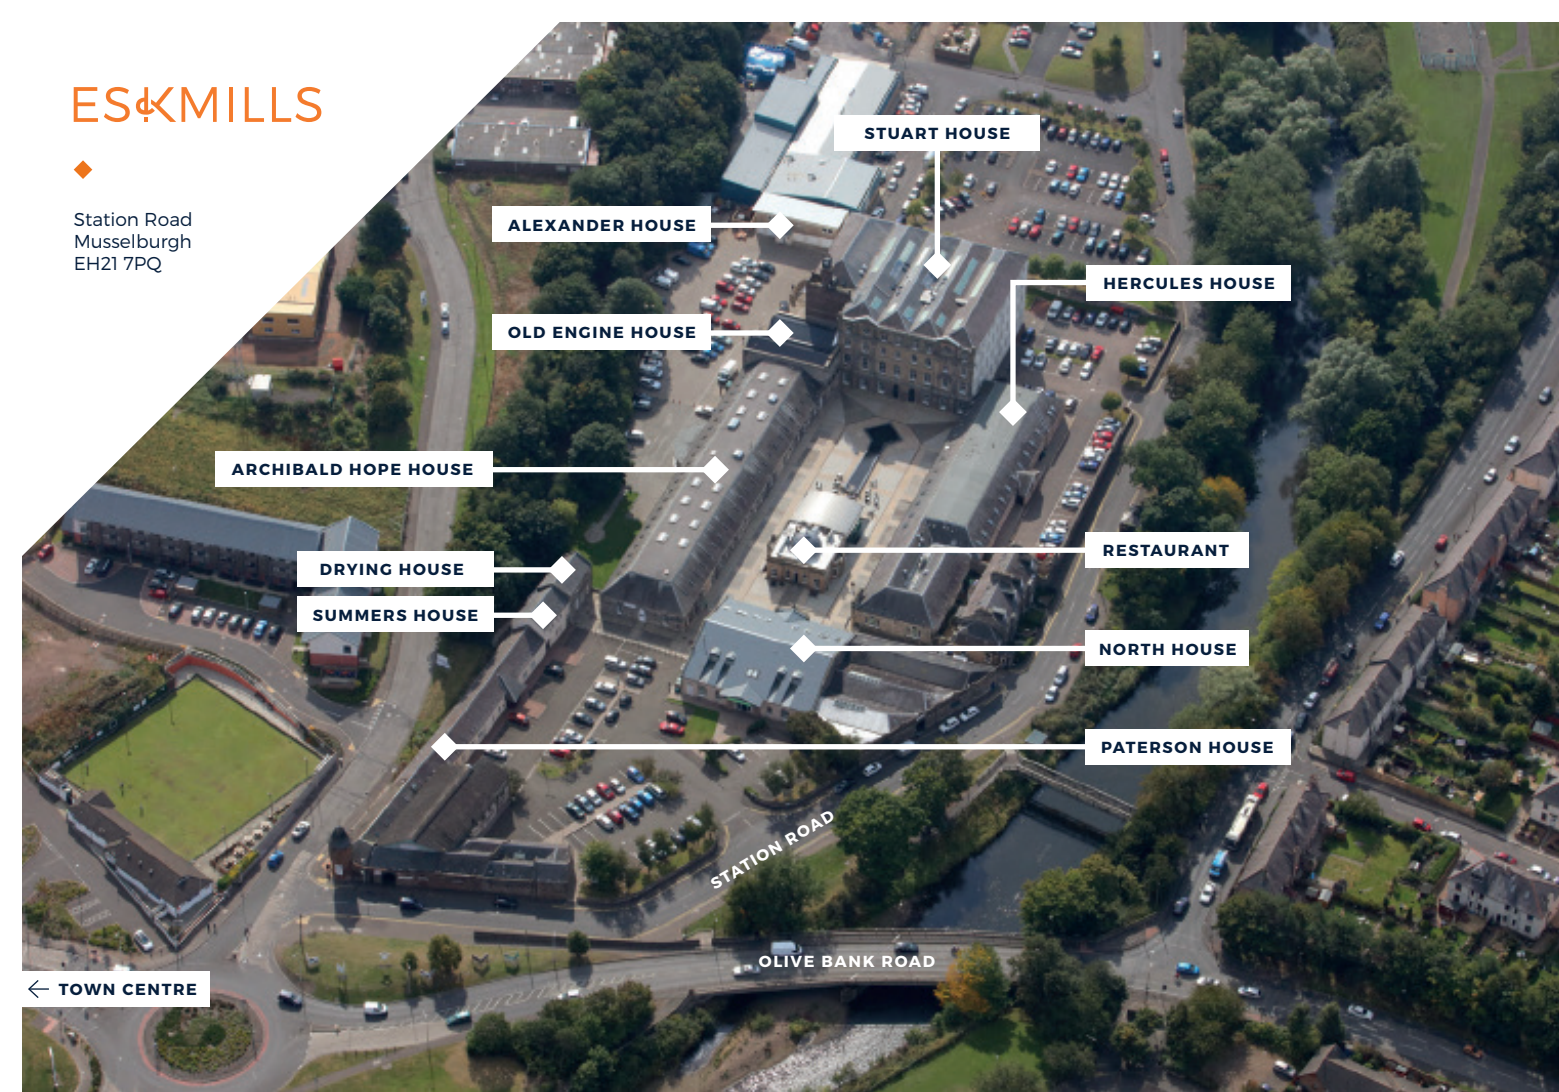 ESKMILLS
Station Road
Musselburgh
EH21 7PQ
STUART HOUSE
ALEXANDER HOUSE
HERCULES HOUSE
OLD ENGINE HOUSE
ARCHIBALD HOPE HOUSE
RESTAURANT
DRYING HOUSE
SUMMERS HOUSE
NORTH HOUSE
PATERSON HOUSE
STATION ROAD
OLIVE BANK ROAD
← TOWN CENTRE